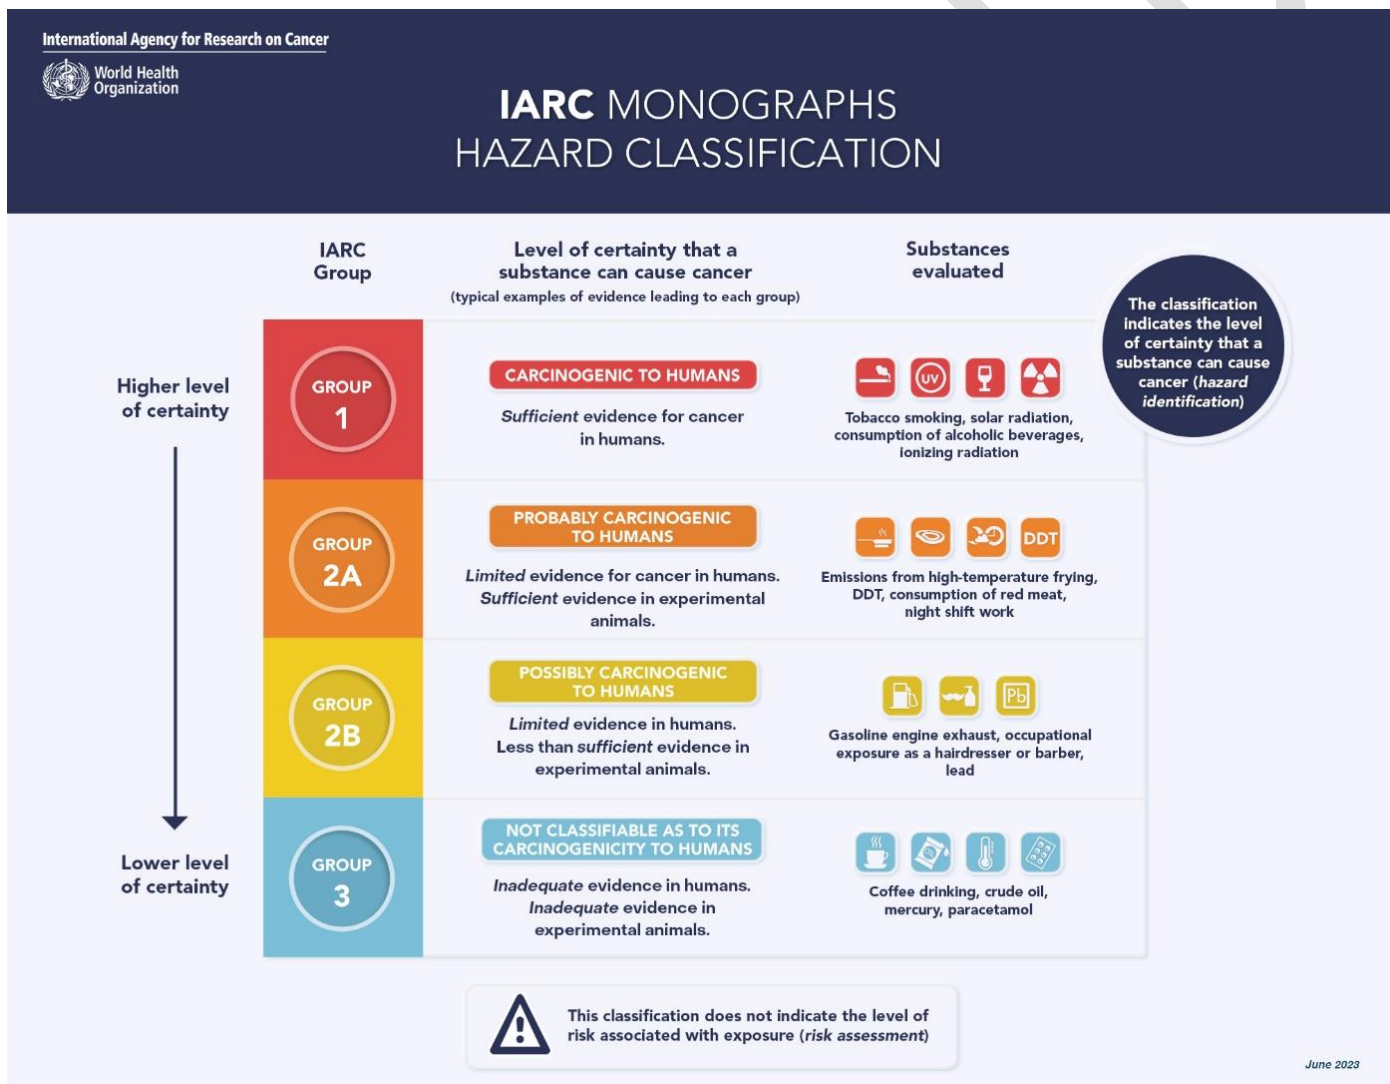 International Agency for Research on Cancer
World Health
Organization
IARC MONOGRAPHS
HAZARD CLASSIFICATION
IARC
Group
Level of certainty that a
substance can cause cancer
(typical examples of evidence leading to each group)
Substances
evaluated
The classification
indicates the level
of certainty that a
substance can cause
cancer (hazard
identification)
Higher level
of certainty
GROUP
1
CARCINOGENIC TO HUMANS
Sufficient evidence for cancer
in humans.
UV
Tobacco smoking, solar radiation,
consumption of alcoholic beverages,
ionizing radiation
GROUP
2A
PROBABLY CARCINOGENIC
TO HUMANS
Limited evidence for cancer in humans.
Sufficient evidence in experimental
animals.
DDT
Emissions from high-temperature frying,
DDT, consumption of red meat,
night shift work
GROUP
2B
POSSIBLY CARCINOGENIC
TO HUMANS
Limited evidence in humans.
Less than sufficient evidence in
experimental animals.
Pb
Gasoline engine exhaust, occupational
exposure as a hairdresser or barber,
lead
Lower level
of certainty
GROUP
3
NOT CLASSIFIABLE AS TO ITS
CARCINOGENICITY TO HUMANS
Inadequate evidence in humans.
Inadequate evidence in
experimental animals.
Coffee drinking, crude oil,
mercury, paracetamol
This classification does not indicate the level of
risk associated with exposure (risk assessment)
June 2023